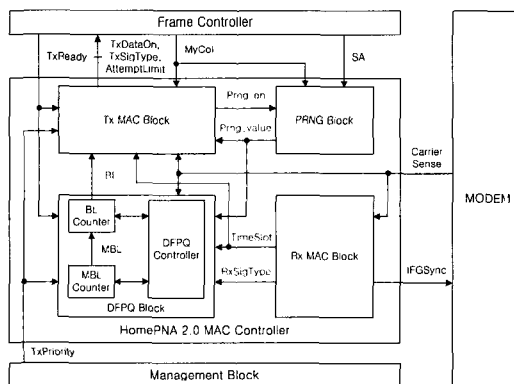 Frame Controller
TxReady
TxDataOn,
TxSigType,
AttemptLimit
MyCol
SA
Tx MAC Block
Prng_on
PRNG Block
Prng_value
Carrier
Sense
MODEM
BL
BL
Counter
MBL
MBL
Counter
DFPQ
Controller
TimeSlot
RxSigType
Rx MAC Block
IFGSync
DFPQ Block
HomePNA 2.0 MAC Controller
TxPriority
Management Block